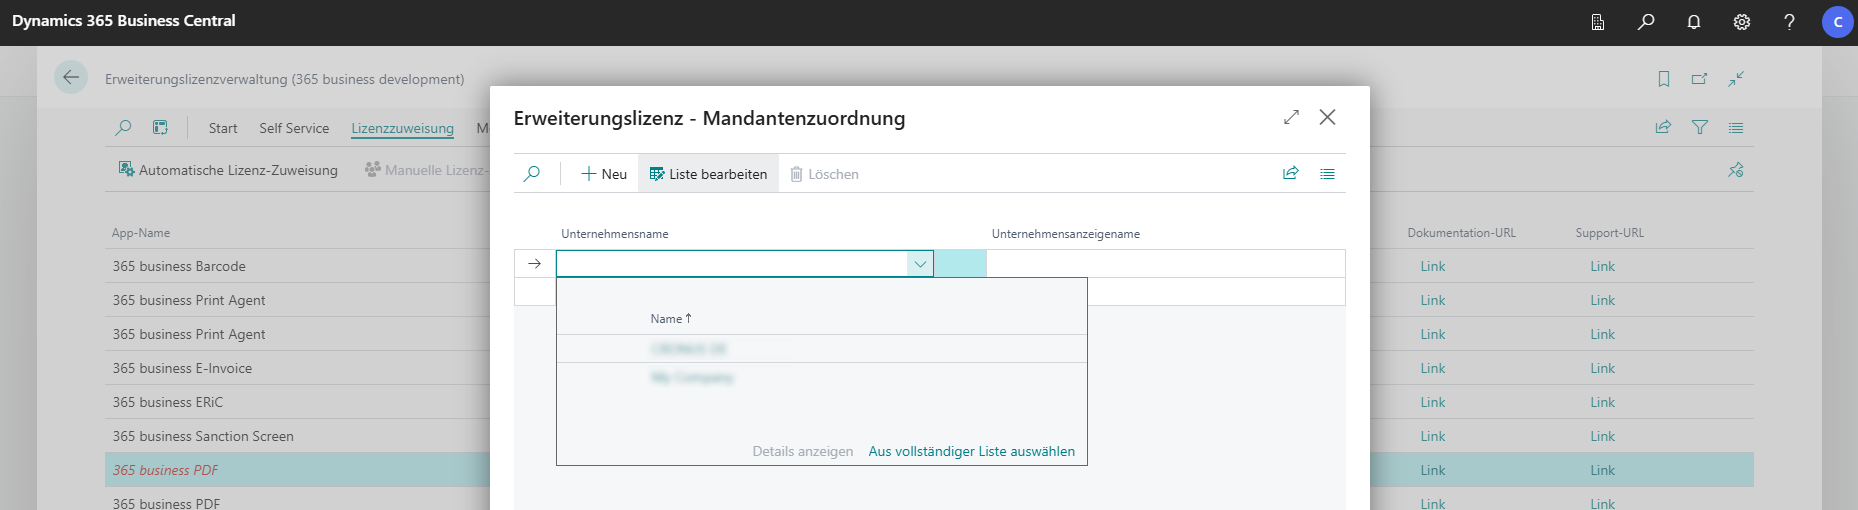 Dynamics 365 Business Central
C
Erweiterungslizenzverwaltung (365 business development)
Start Self Service Lizenzzuweisung
Automatische Lizenz-Zuweisung Manuelle Lizenz-
App-Name
365 business Barcode
365 business Print Agent
365 business Print Agent
365 business E-Invoice
365 business ERiC
365 business Sanction Screen
365 business PDF
365 business PDF
Erweiterungslizenz - Mandantenzuordnung
Neu Liste bearbeiten Löschen
Unternehmensname Unternehmensanzeigename
Name
CRONUS DE
My Company
Details anzeigen Aus vollständiger Liste auswählen
Dokumentation-URL Support-URL
Link Link
Link Link
Link Link
Link Link
Link Link
Link Link
Link Link
Link Link